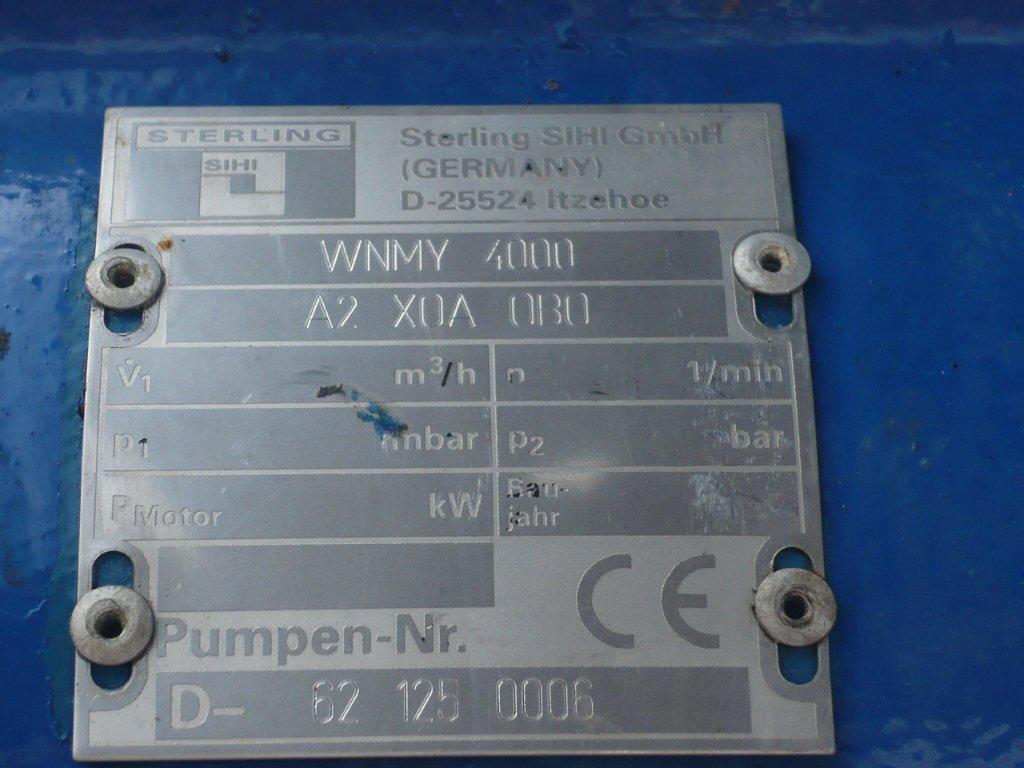 STERLING
SIHI
Sterling SIHI GmbH
(GERMANY)
D-25524 Itzehoe
WNMY 4000
A2 X0A 0B0
V̇1 m³/h n 1/min
p1 mbar p2 bar
PMotor kW Bau-
jahr
CE
Pumpen-Nr.
D- 62 125 0006